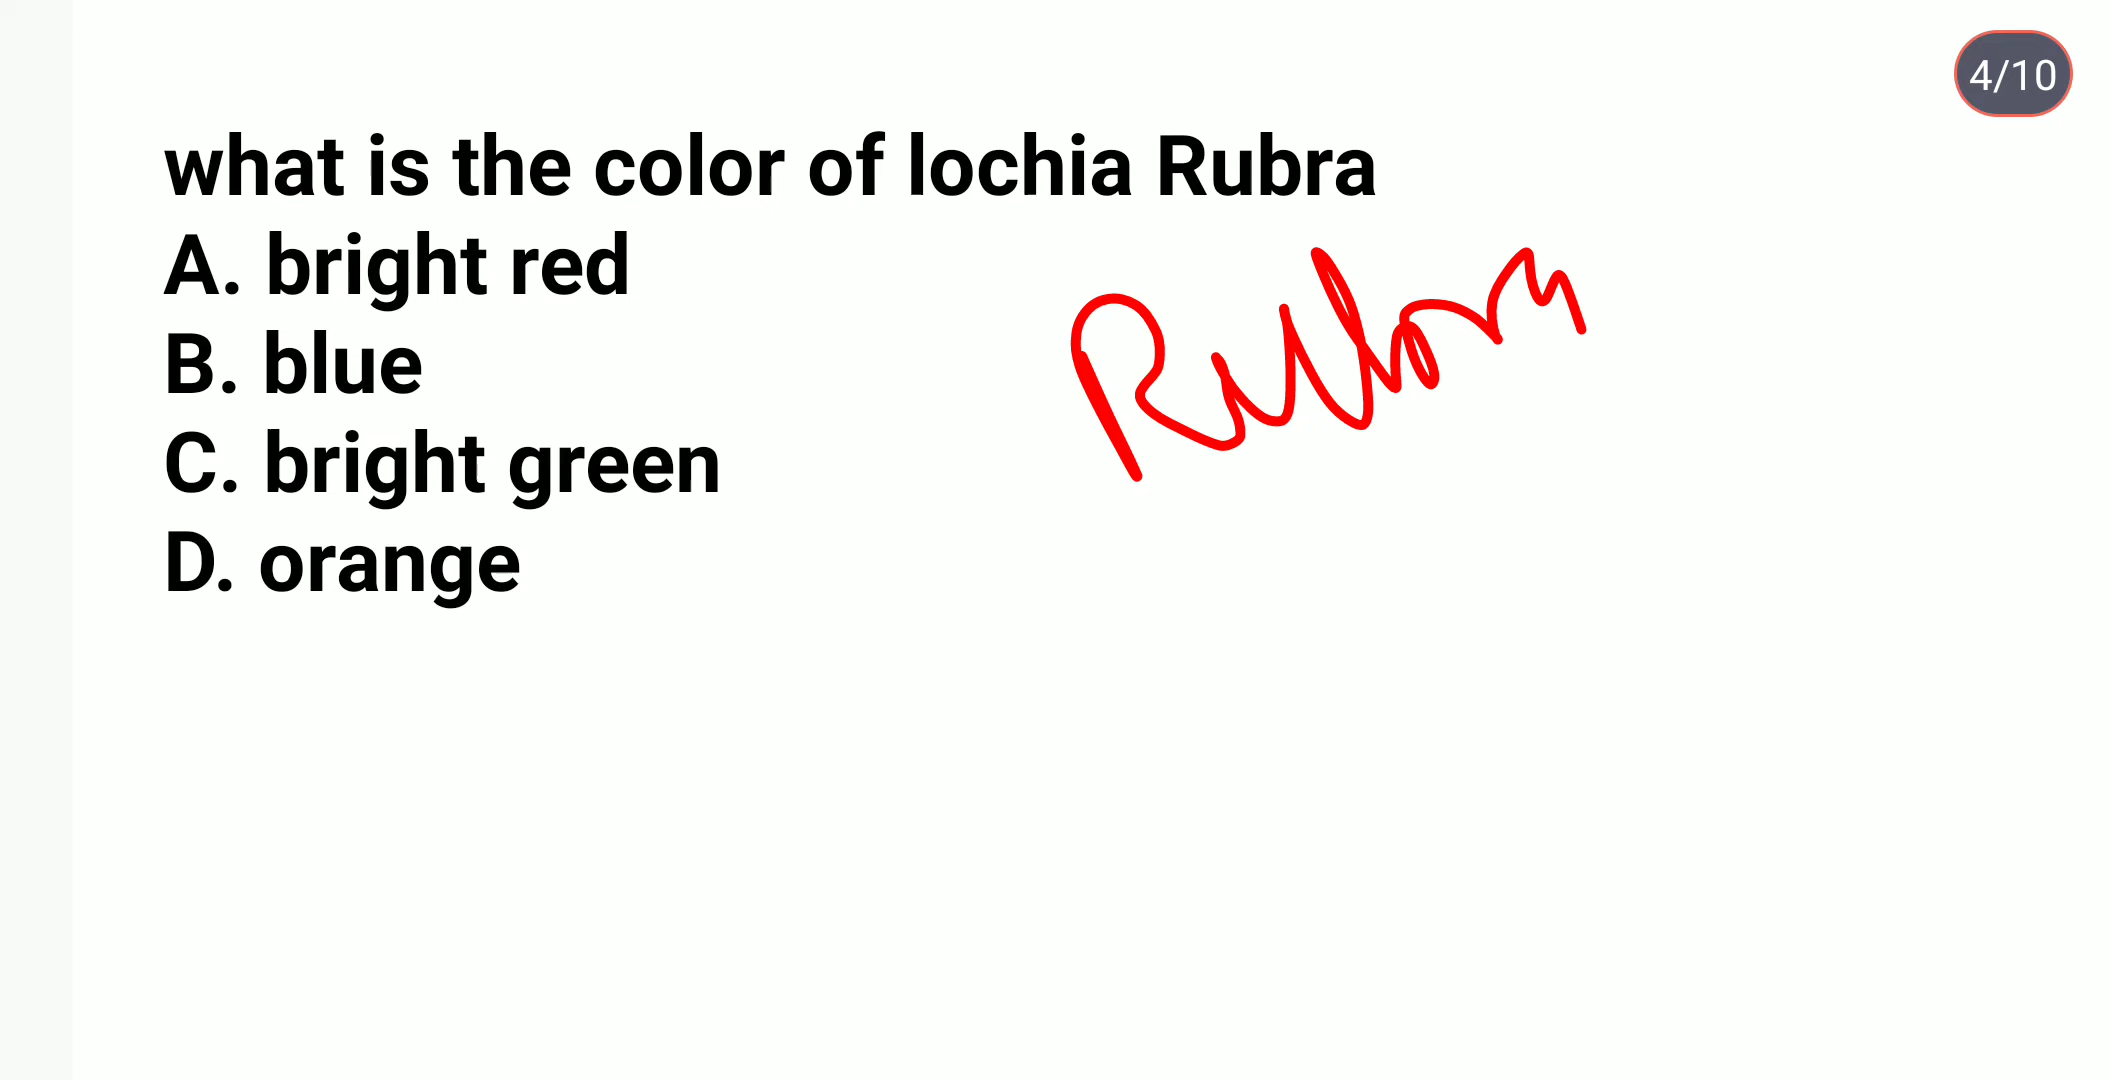 4/10
what is the color of lochia Rubra
A. bright red
B. blue
C. bright green
D. orange
Rubra